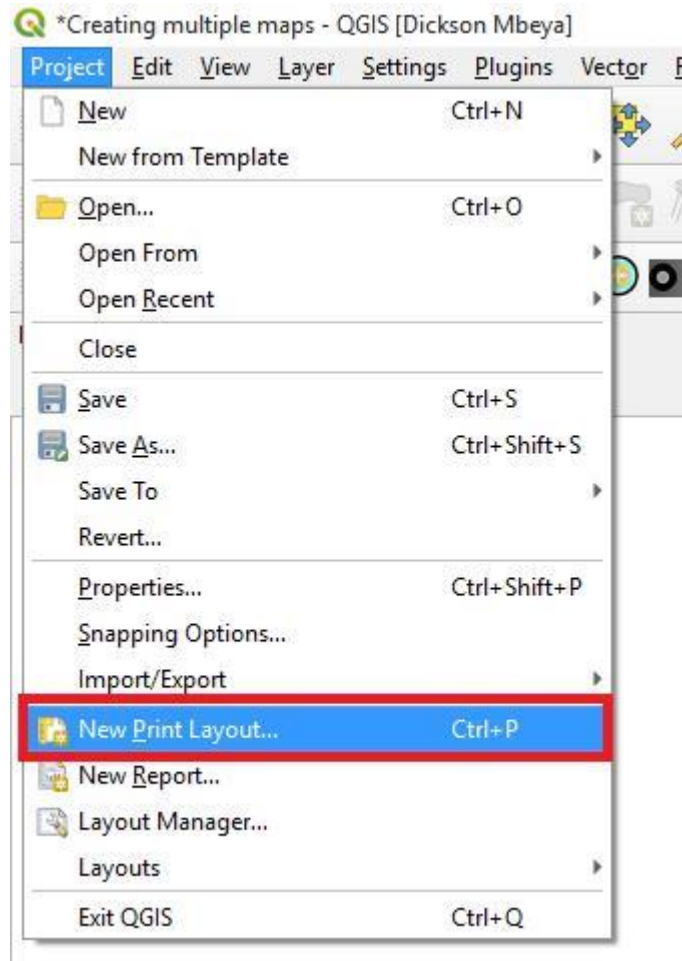 *Creating multiple maps - QGIS [Dickson Mbeya]
Project Edit View Layer Settings Plugins Vector
New Ctrl+N
New from Template
Open... Ctrl+O
Open From
Open Recent
Close
Save Ctrl+S
Save As... Ctrl+Shift+S
Save To
Revert...
Properties... Ctrl+Shift+P
Snapping Options...
Import/Export
New Print Layout... Ctrl+P
New Report...
Layout Manager...
Layouts
Exit QGIS Ctrl+Q